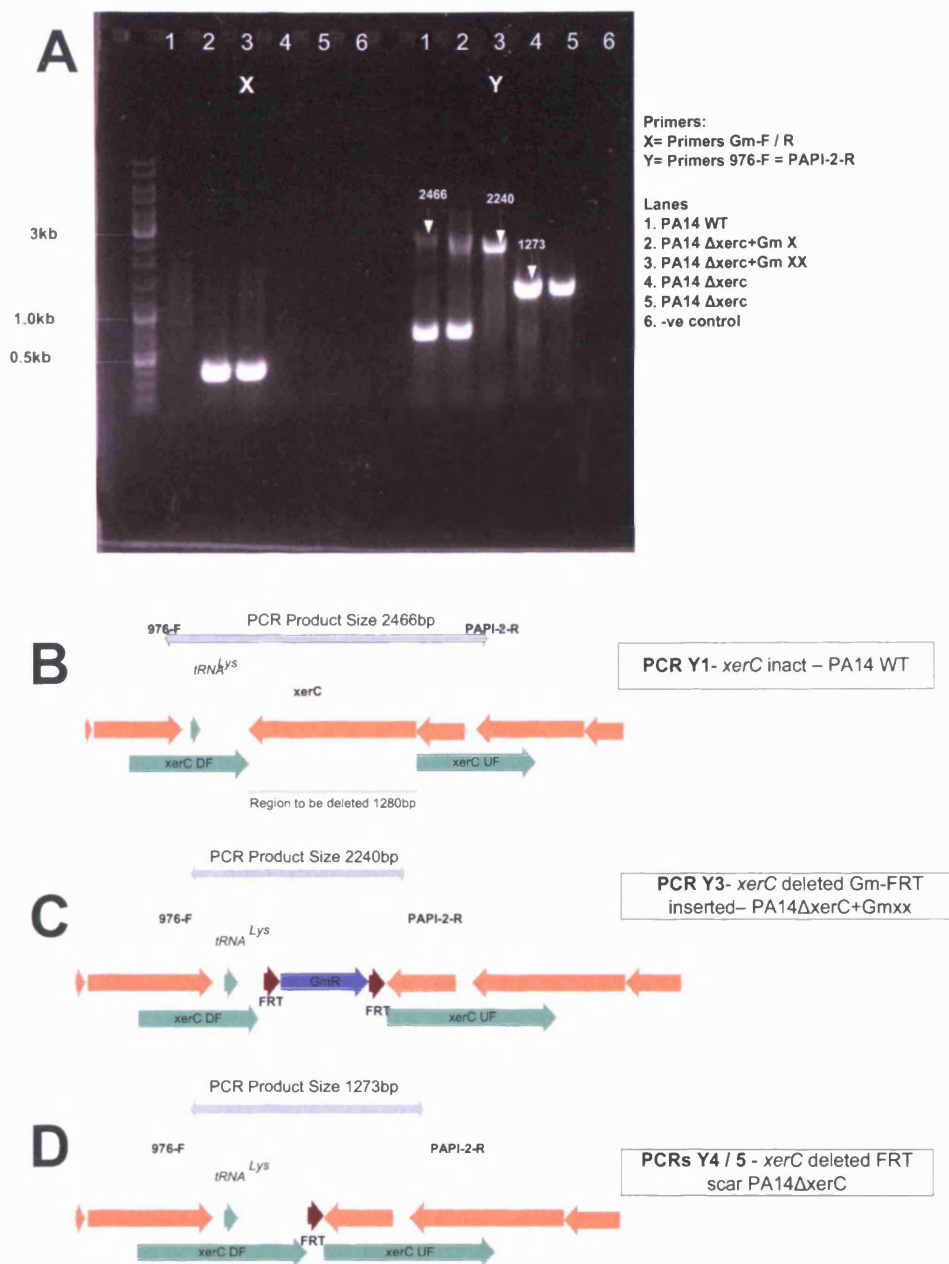 A
1 2 3 4 5 6
1 2 3 4 5 6
X
Y
2466
2240
1273
3kb
1.0kb
0.5kb
Primers:
X= Primers Gm-F / R
Y= Primers 976-F = PAPI-2-R
Lanes
1. PA14 WT
2. PA14 Δxerc+Gm X
3. PA14 Δxerc+Gm XX
4. PA14 Δxerc
5. PA14 Δxerc
6. -ve control
B
PCR Product Size 2466bp
976-F
PAPI-2-R
tRNA Lys
xerC
xerC DF
xerC UF
Region to be deleted 1280bp
PCR Y1- xerC inact – PA14 WT
C
PCR Product Size 2240bp
976-F
PAPI-2-R
tRNA Lys
FRT
GmR
FRT
xerC DF
xerC UF
PCR Y3- xerC deleted Gm-FRT
inserted– PA14ΔxerC+Gmxx
D
PCR Product Size 1273bp
976-F
PAPI-2-R
tRNA Lys
FRT
xerC DF
xerC UF
PCRs Y4 / 5 - xerC deleted FRT
scar PA14ΔxerC